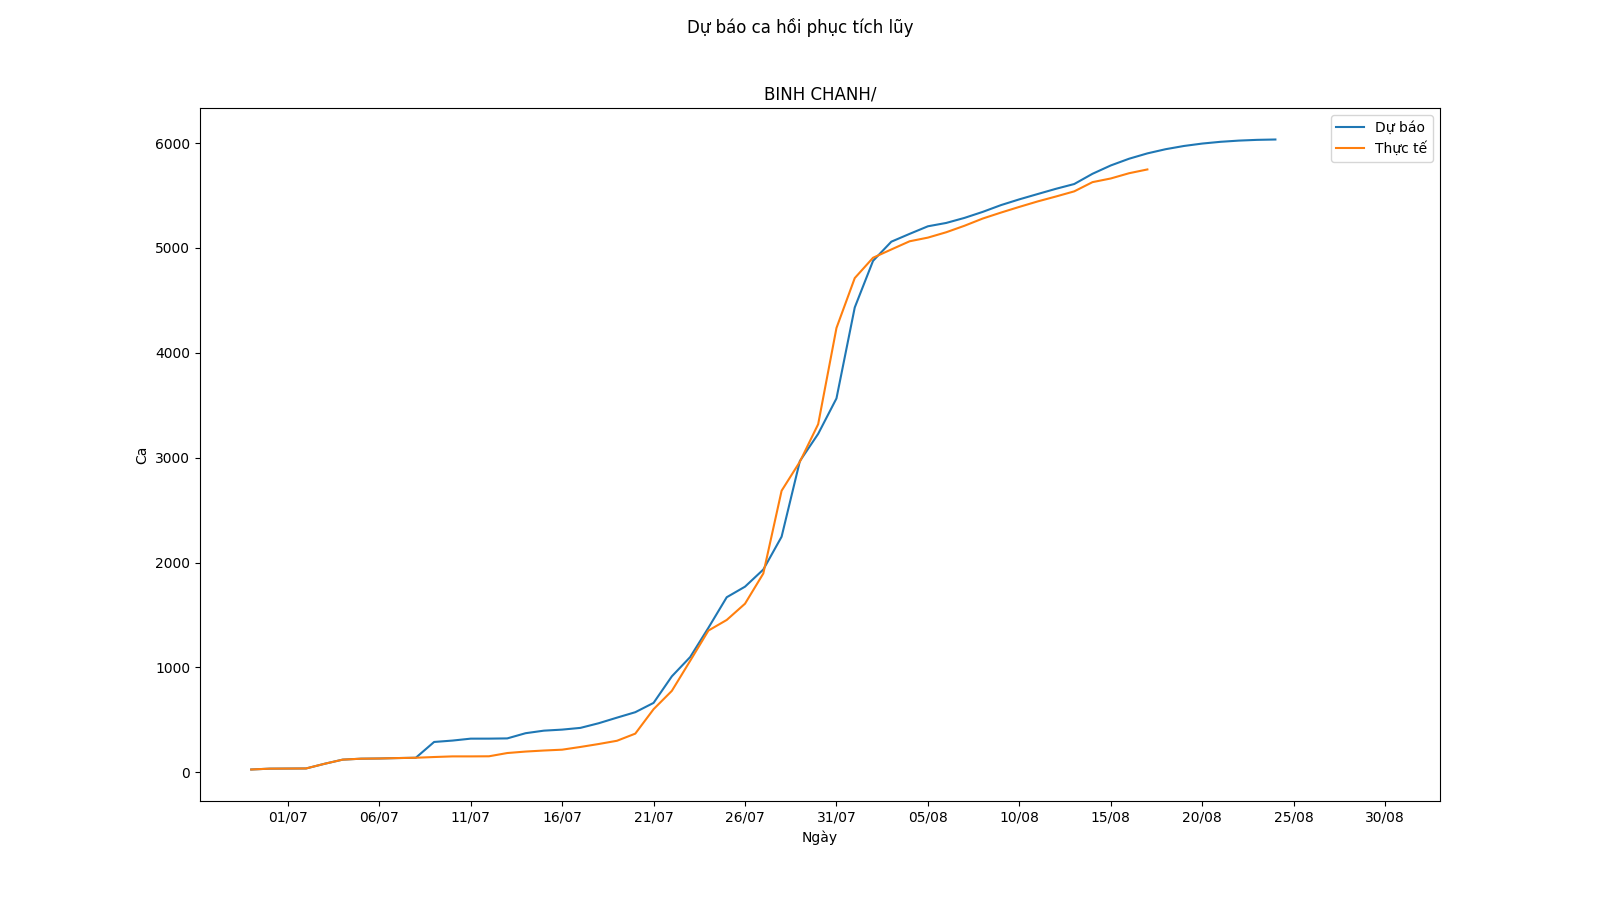 Dự báo ca hồi phục tích lũy
BINH CHANH/
Dự báo
Thực tế
6000
5000
4000
3000
2000
1000
0
Ca
01/07 06/07 11/07 16/07 21/07 26/07 31/07 05/08 10/08 15/08 20/08 25/08 30/08
Ngày